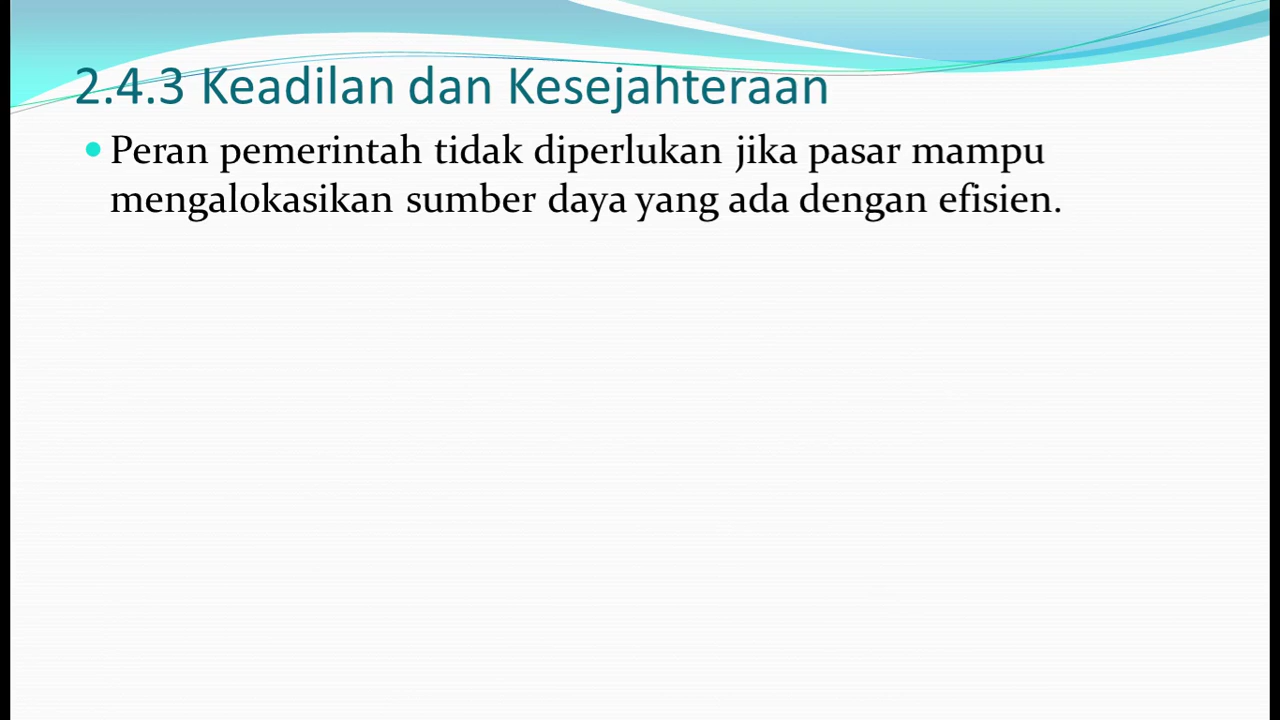 2.4.3 Keadilan dan Kesejahteraan
Peran pemerintah tidak diperlukan jika pasar mampu
mengalokasikan sumber daya yang ada dengan efisien.